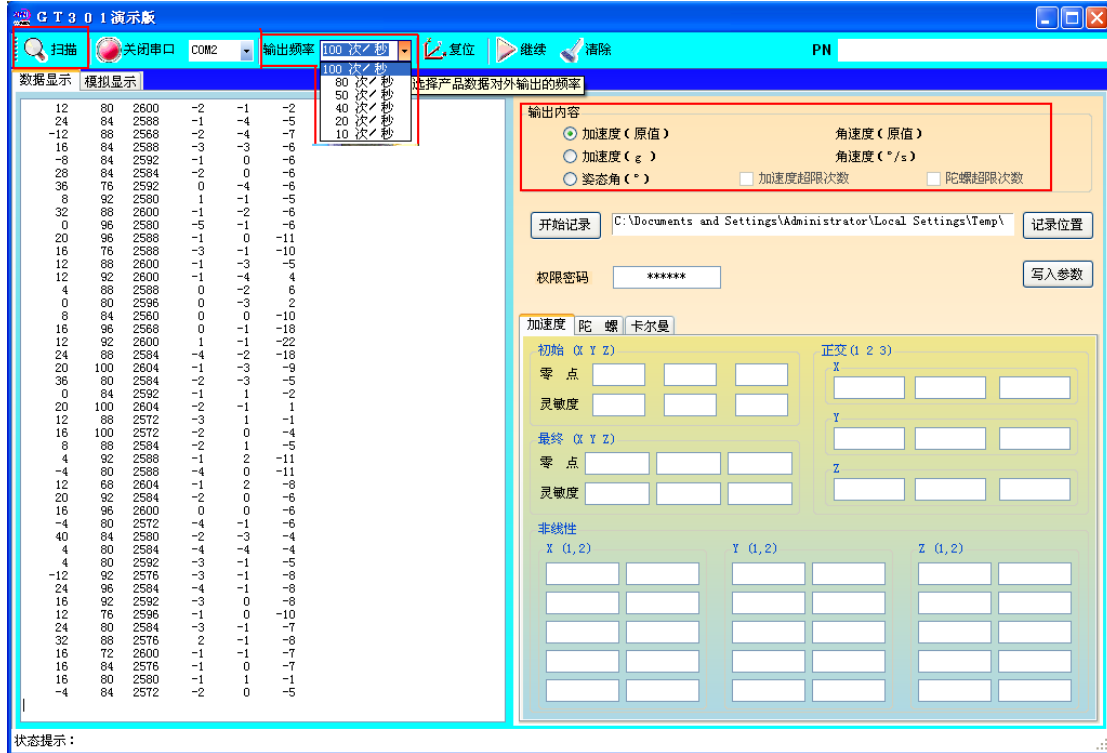 GT301演示版
扫描 关闭串口 COM2 输出频率 100 次/秒 复位 继续 清除 PN
100 次/秒
80 次/秒
50 次/秒
40 次/秒
20 次/秒
10 次/秒
选择产品数据对外输出的频率
数据显示 模拟显示
12 80 2600 -2 -1 -2
24 84 2588 -1 -4 -5
-12 88 2568 -2 -4 -7
16 84 2588 -3 -3 -6
-8 84 2592 -1 0 -6
28 84 2584 -2 0 -6
36 76 2592 0 -4 -6
8 92 2580 1 -1 -5
32 88 2600 -1 -2 -6
0 96 2580 -5 -1 -6
20 96 2588 -1 0 -11
16 76 2588 -3 -1 -10
12 88 2600 -1 -3 -5
12 92 2600 -1 -4 4
4 88 2588 0 -2 6
0 80 2596 0 -3 2
8 84 2560 0 0 -10
16 96 2568 0 -1 -18
12 92 2600 1 -1 -22
24 88 2584 -4 -2 -18
20 100 2604 -1 -3 -9
36 80 2584 -2 -3 -5
0 84 2592 -1 1 -2
20 100 2604 -2 -1 1
12 88 2572 -3 1 -1
16 100 2572 -2 0 -4
8 88 2584 -2 1 -5
4 92 2588 -1 2 -11
-4 80 2588 -4 0 -11
12 68 2604 -1 2 -8
20 92 2584 -2 0 -6
16 96 2600 0 0 -6
-4 80 2572 -4 -1 -6
40 84 2580 -2 -3 -4
4 80 2584 -4 -4 -4
4 80 2592 -3 -1 -5
-12 92 2576 -3 -1 -8
24 96 2584 -4 -1 -8
16 92 2592 -3 0 -8
12 76 2596 -1 0 -10
24 80 2584 -3 -1 -7
32 88 2576 2 -1 -8
16 72 2600 -1 -1 -7
16 84 2576 -1 0 -7
16 80 2580 -1 1 -1
-4 84 2572 -2 0 -5
输出内容
加速度(原值) 角速度(原值)
加速度(g) 角速度(°/s)
姿态角(°) 加速度超限次数 陀螺超限次数
开始记录 C:\Documents and Settings\Administrator\Local Settings\Temp\ 记录位置
权限密码 ****** 写入参数
加速度 陀 螺 卡尔曼
初始 (X Y Z) 正交(1 2 3)
零 点 X
灵敏度 Y
最终 (X Y Z)
零 点 Z
灵敏度
非线性
X (1,2) Y (1,2) Z (1,2)
状态提示：